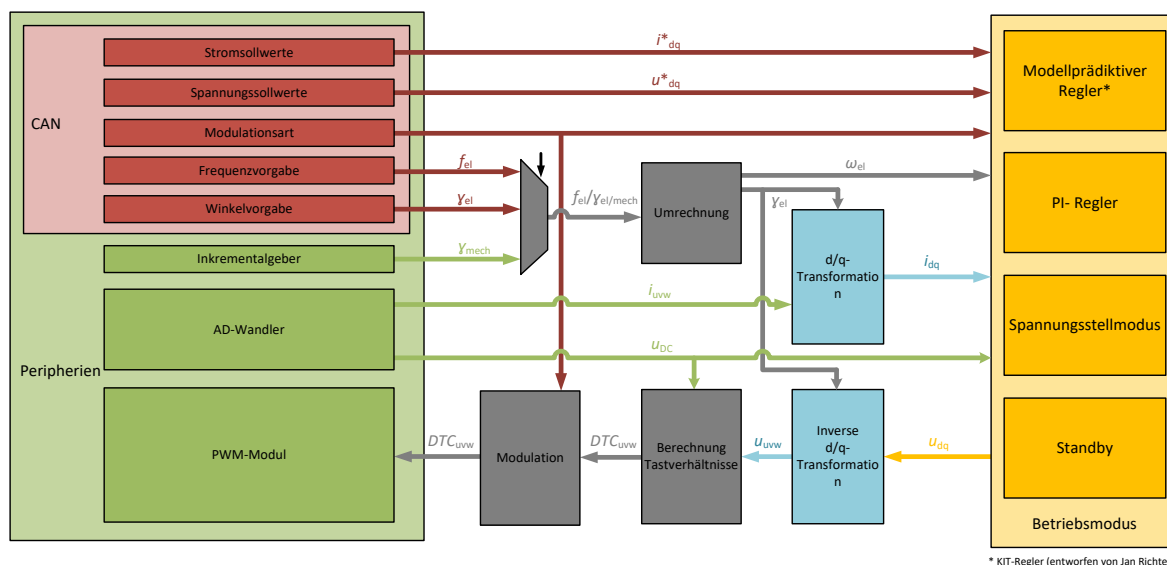 CAN
Stromsollwerte
Spannungssollwerte
Modulationsart
Frequenzvorgabe
Winkelvorgabe
Inkrementalgeber
AD-Wandler
Peripherien
PWM-Modul
i*dq
u*dq
fel
γel
γmech
fel/γel/mech
Umrechnung
ωel
γel
d/q-
Transformatio
n
idq
iuvw
uDC
DTCuvw
Modulation
DTCuvw
Berechnung
Tastverhältnisse
uuvw
Inverse
d/q-
Transformatio
n
udq
Modellprädiktiver
Regler*
PI- Regler
Spannungsstellmodus
Standby
Betriebsmodus
* KIT-Regler (entworfen von Jan Richte